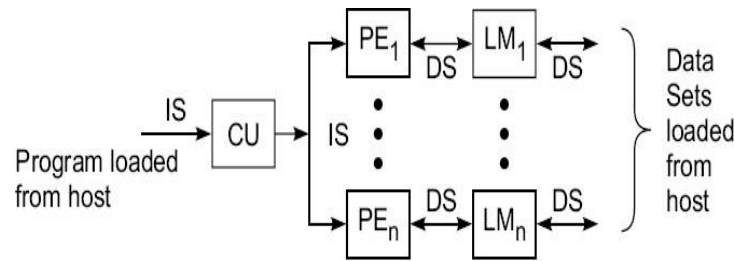 PE1
LM1
DS
DS
IS
CU
IS
Program loaded
from host
PEn
DS
LMn
DS
Data
Sets
loaded
from
host